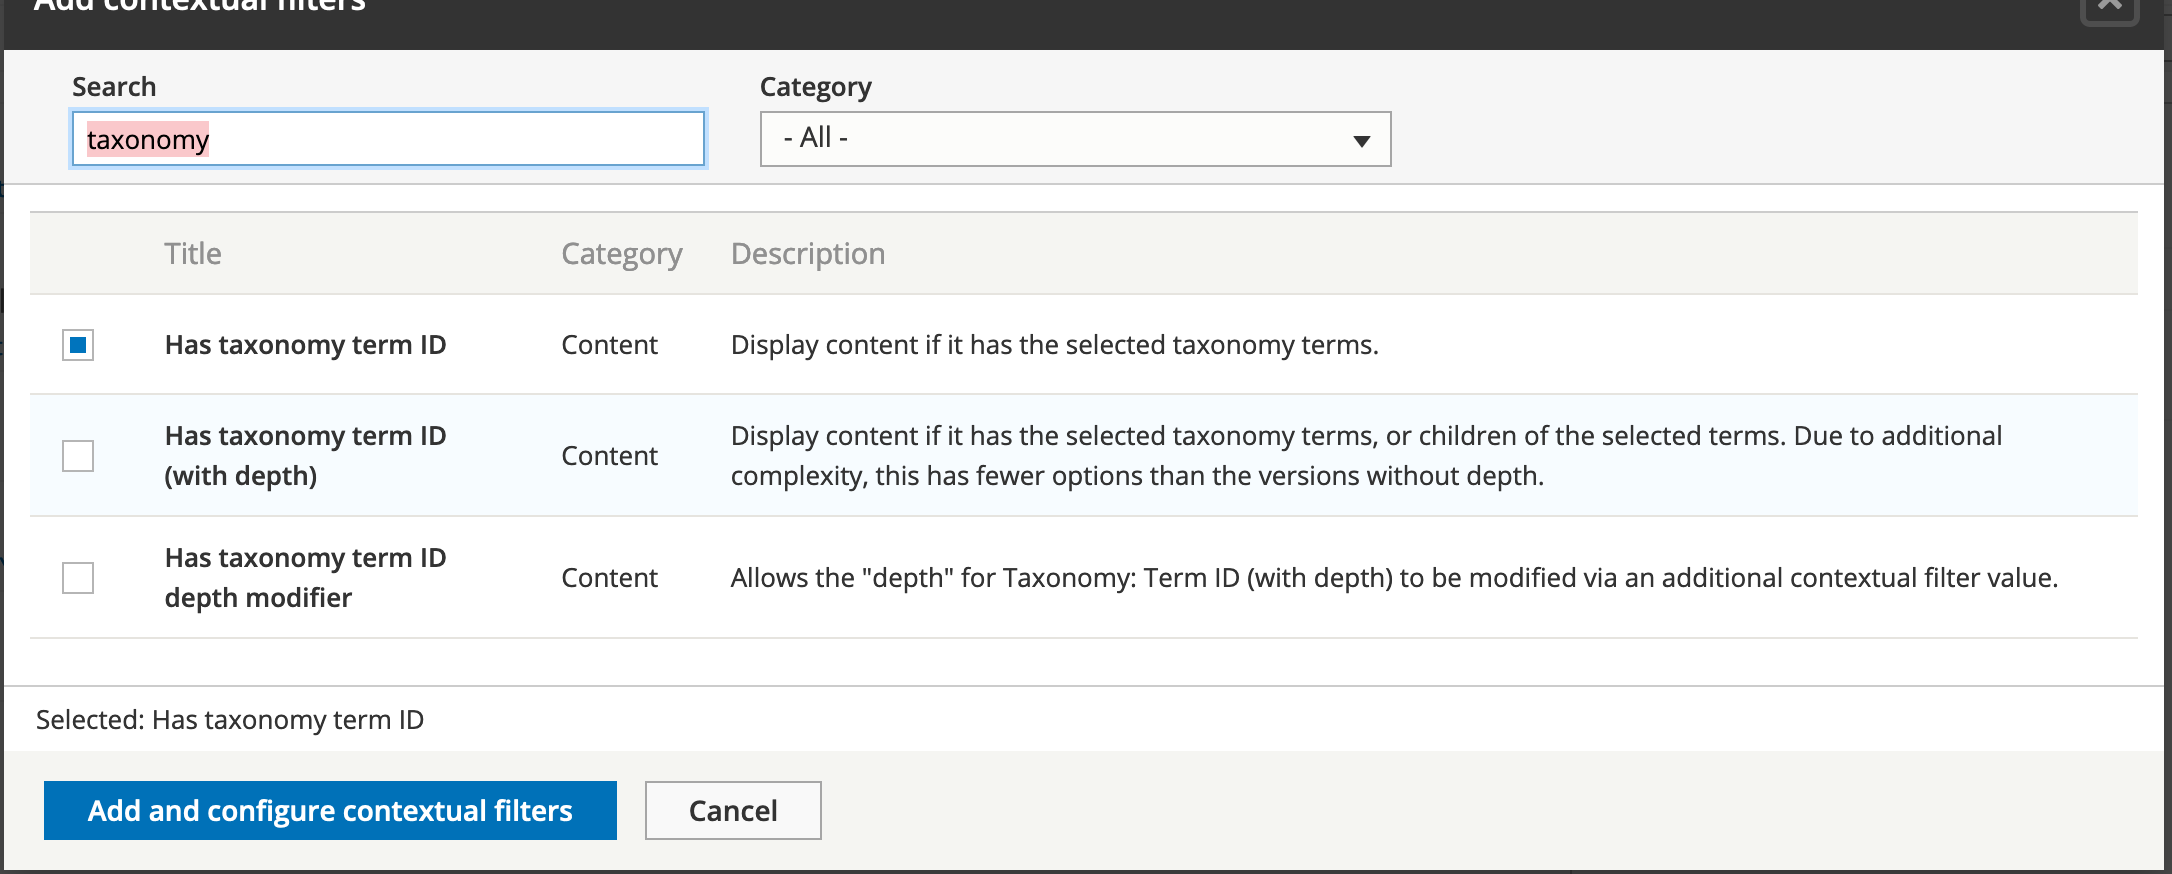 Add contextual filters
Search
Category
taxonomy
- All -
Title
Category
Description
Has taxonomy term ID
Content
Display content if it has the selected taxonomy terms.
Has taxonomy term ID
(with depth)
Content
Display content if it has the selected taxonomy terms, or children of the selected terms. Due to additional
complexity, this has fewer options than the versions without depth.
Has taxonomy term ID
depth modifier
Content
Allows the "depth" for Taxonomy: Term ID (with depth) to be modified via an additional contextual filter value.
Selected: Has taxonomy term ID
Add and configure contextual filters
Cancel